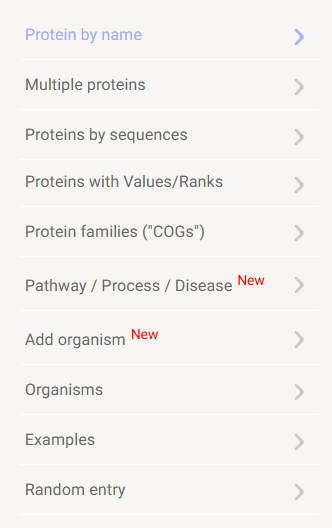 Protein by name
Multiple proteins
Proteins by sequences
Proteins with Values/Ranks
Protein families ("COGs")
Pathway / Process / Disease New
Add organism New
Organisms
Examples
Random entry